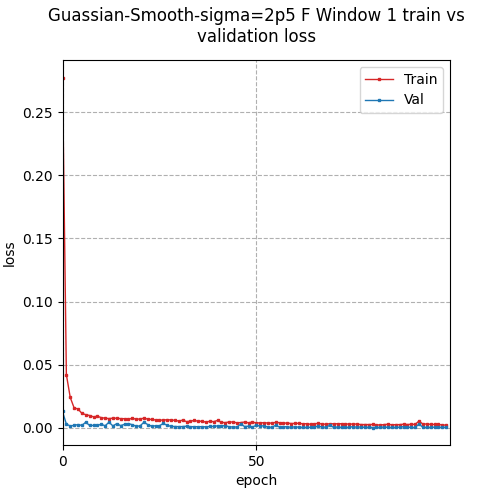 Guassian-Smooth-sigma=2p5 F Window 1 train vs
validation loss
Train
Val
0.25
0.20
0.15
0.10
0.05
0.00
loss
0
50
epoch